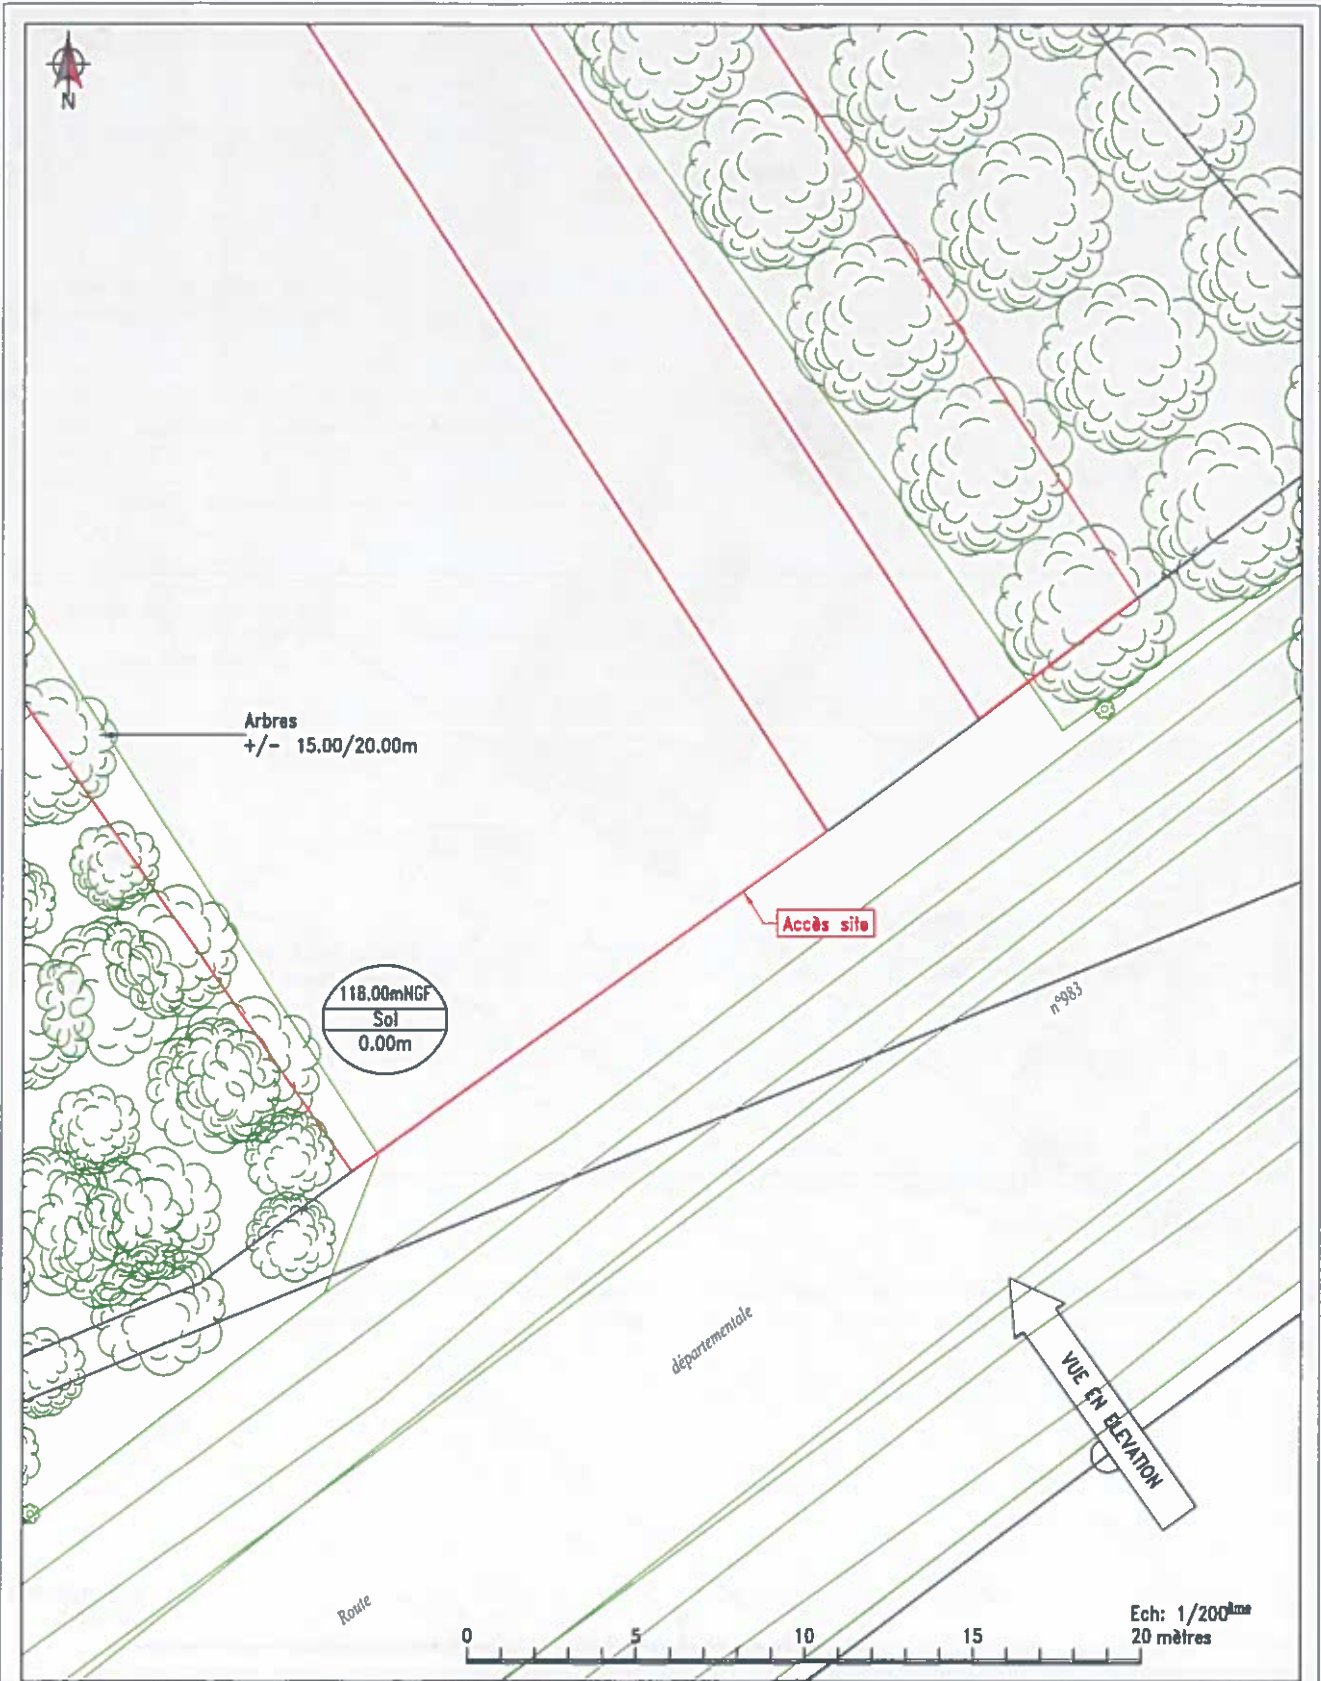 N
Arbres
+/- 15.00/20.00m
Accès site
118.00mNGF
Sol
0.00m
n°983
départementale
VUE EN ELEVATION
Route
Ech: 1/200ème
0 5 10 15 20 mètres